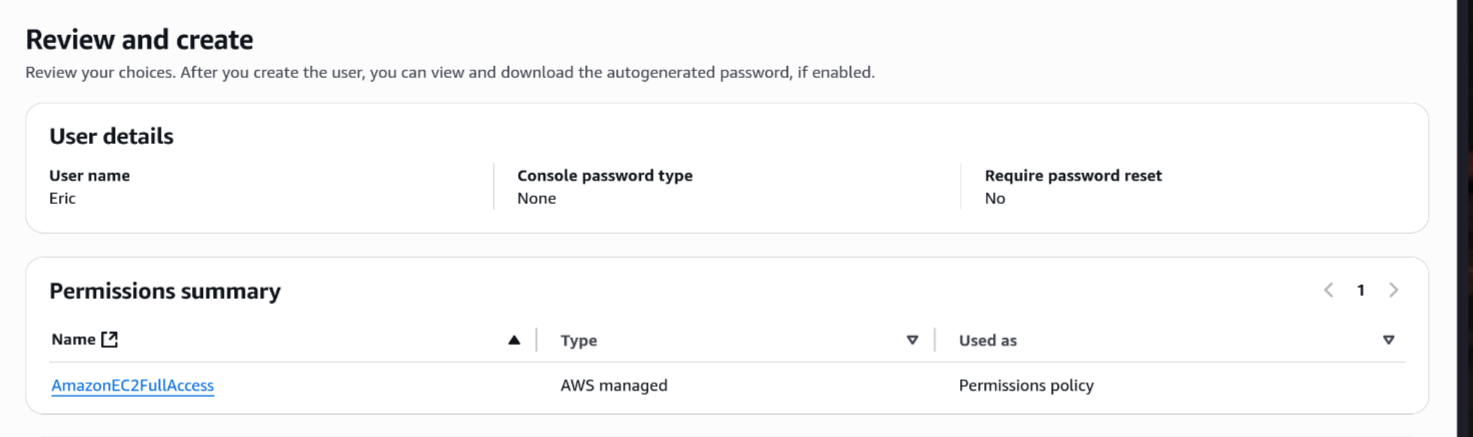 Review and create
Review your choices. After you create the user, you can view and download the autogenerated password, if enabled.
User details
User name
Eric
Console password type
None
Require password reset
No
Permissions summary
1
Name
Type
Used as
AmazonEC2FullAccess
AWS managed
Permissions policy